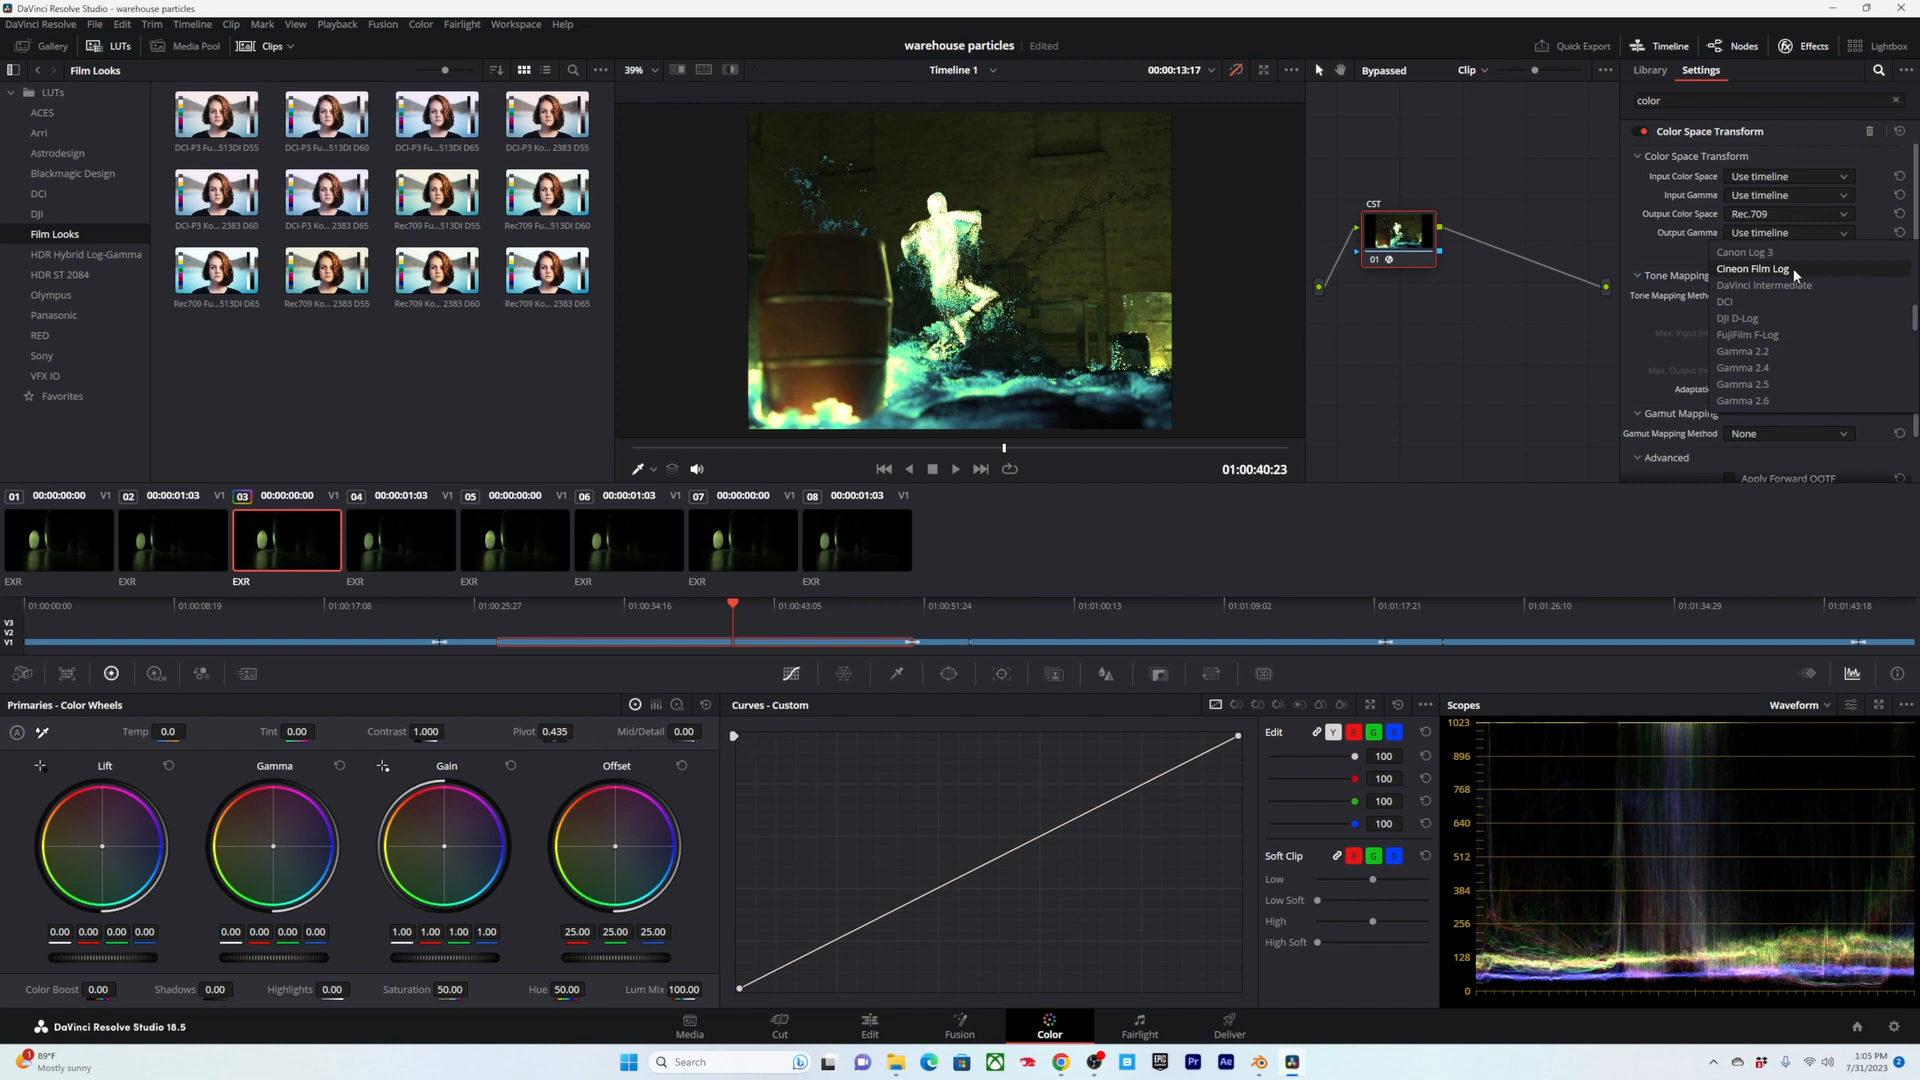 DaVinci Resolve Studio - warehouse particles
DaVinci Resolve File Edit Trim Timeline Clip Mark View Playback Fusion Color Fairlight Workspace Help
Gallery LUTs Media Pool Clips
warehouse particles Edited
Quick Export Timeline Nodes Effects Lightbox
Film Looks
39% Timeline 1 00:00:13:17
Bypassed Clip
Library Settings
LUTs
ACES
Arri
Astrodesign
Blackmagic Design
DCI
DJI
Film Looks
HDR Hybrid Log-Gamma
HDR ST 2084
Olympus
Panasonic
RED
Sony
VFX IO
Favorites
DCI-P3 Fu...513DI D55 DCI-P3 Fu...513DI D60 DCI-P3 Fu...513DI D65 DCI-P3 Ko... 2383 D55
DCI-P3 Ko... 2383 D60 DCI-P3 Ko... 2383 D65 Rec709 Fu...513DI D55 Rec709 Fu...513DI D60
Rec709 Fu...513DI D65 Rec709 Ko... 2383 D55 Rec709 Ko... 2383 D60 Rec709 Ko... 2383 D65
01:00:40:23
CST
01
color
Color Space Transform
Color Space Transform
Input Color Space Use timeline
Input Gamma Use timeline
Output Color Space Rec.709
Output Gamma Use timeline
Canon Log 3
Cineon Film Log
DaVinci Intermediate
DCI
DJI D-Log
FujiFilm F-Log
Gamma 2.2
Gamma 2.4
Gamma 2.5
Gamma 2.6
Tone Mapping
Tone Mapping Meth
Max. Input (n
Max. Output (n
Adaptati
Gamut Mapping
Gamut Mapping Method None
Advanced
Apply Forward OOTF
01 00:00:00:00 V1 02 00:00:01:03 V1 03 00:00:00:00 V1 04 00:00:01:03 V1 05 00:00:00:00 V1 06 00:00:01:03 V1 07 00:00:00:00 V1 08 00:00:01:03 V1
EXR EXR EXR EXR EXR EXR EXR EXR
01:00:00:00 01:00:08:19 01:00:17:08 01:00:25:27 01:00:34:16 01:00:43:05 01:00:51:24 01:01:00:13 01:01:09:02 01:01:17:21 01:01:26:10 01:01:34:29 01:01:43:18
V3
V2
V1
Primaries - Color Wheels
Temp 0.0 Tint 0.00 Contrast 1.000 Pivot 0.435 Mid/Detail 0.00
Lift Gamma Gain Offset
0.00 0.00 0.00 0.00 0.00 0.00 0.00 0.00 1.00 1.00 1.00 1.00 25.00 25.00 25.00
Color Boost 0.00 Shadows 0.00 Highlights 0.00 Saturation 50.00 Hue 50.00 Lum Mix 100.00
Curves - Custom
Edit Y R G B
100
100
100
100
Soft Clip R G B
Low
Low Soft
High
High Soft
Scopes Waveform
1023
896
768
640
512
384
256
128
0
DaVinci Resolve Studio 18.5
Media Cut Edit Fusion Color Fairlight Deliver
1
89°F
Mostly sunny
Search
EPIC Pr Ae
1:05 PM
7/31/2023
2